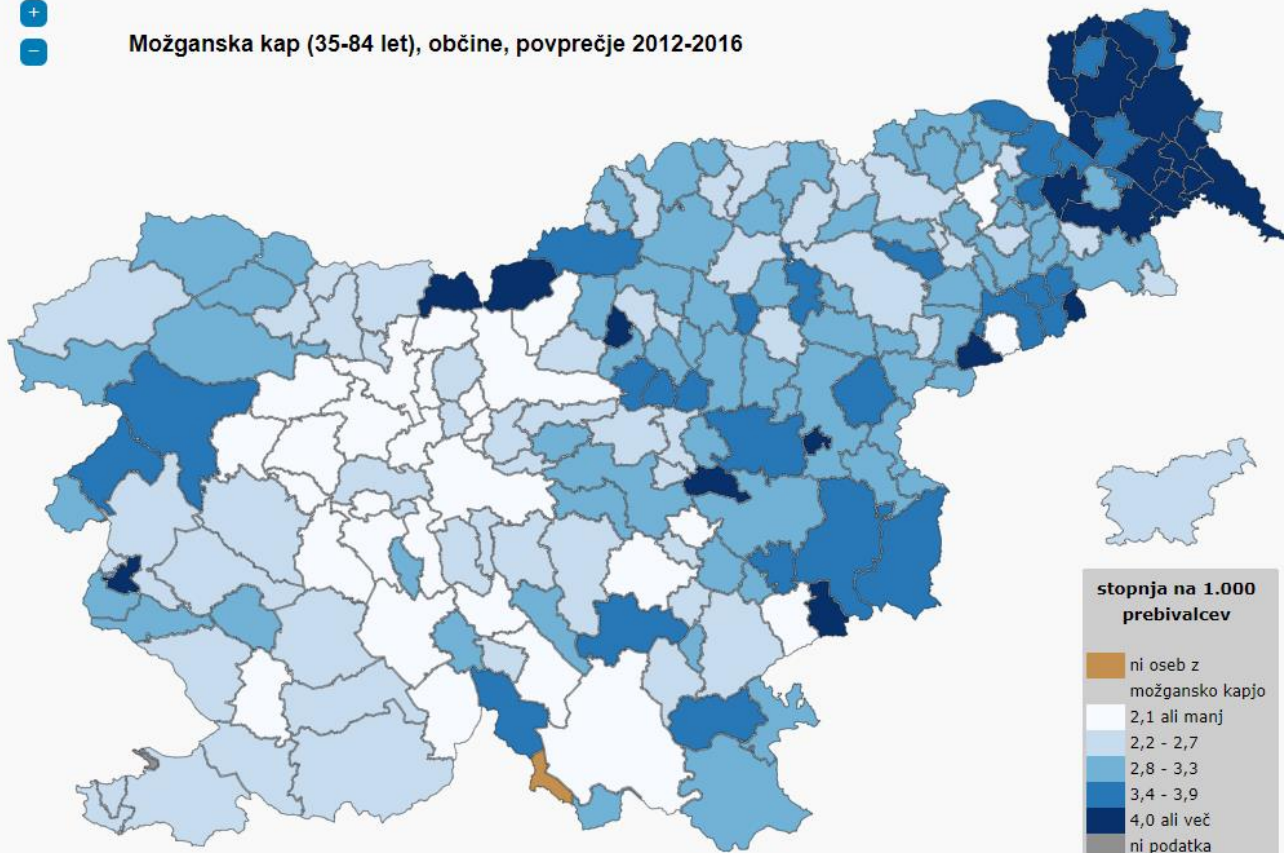 +
−
Možganska kap (35-84 let), občine, povprečje 2012-2016
stopnja na 1.000
prebivalcev
ni oseb z
možgansko kapjo
2,1 ali manj
2,2 - 2,7
2,8 - 3,3
3,4 - 3,9
4,0 ali več
ni podatka